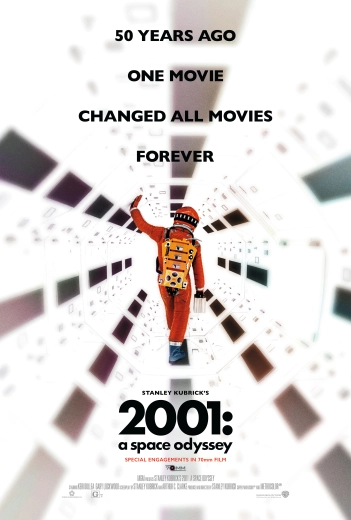 50 YEARS AGO
ONE MOVIE
CHANGED ALL MOVIES
FOREVER
STANLEY KUBRICK'S
2001:
a space odyssey
SPECIAL ENGAGEMENTS IN 70mm FILM